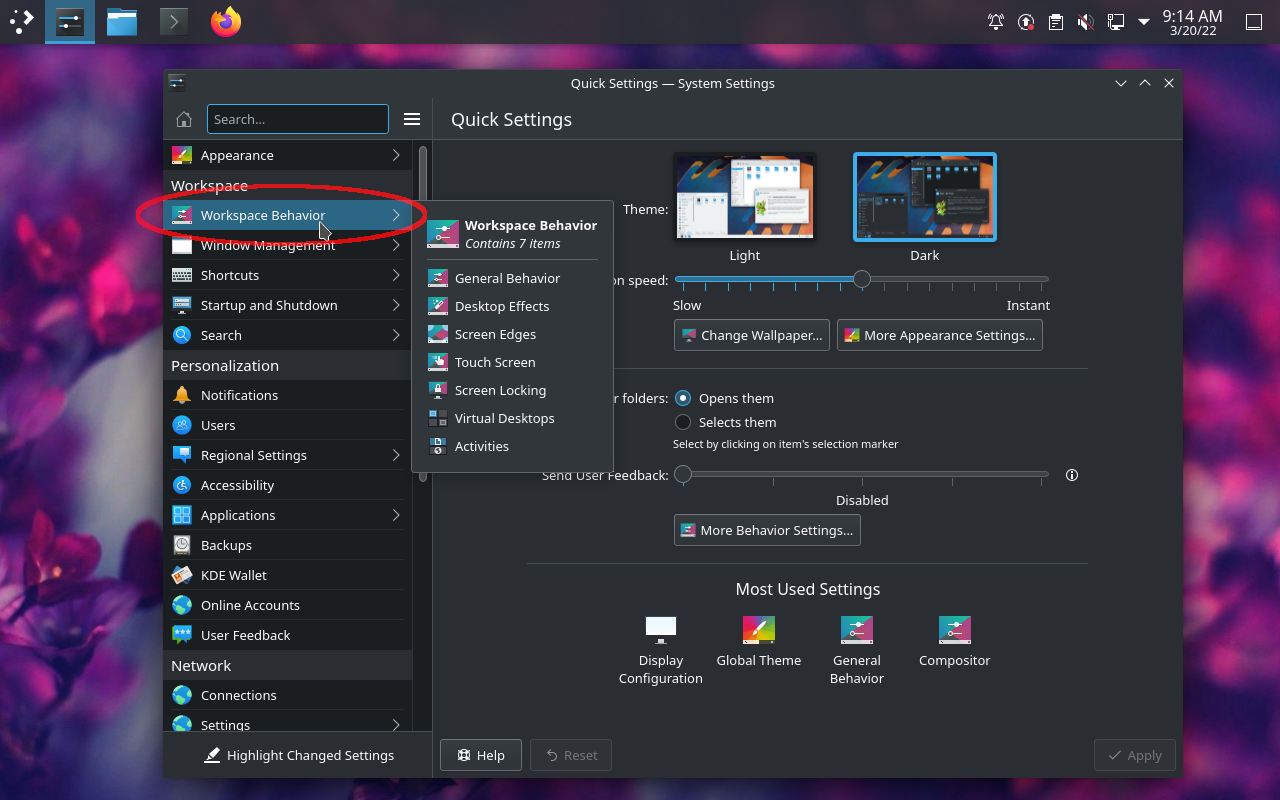 9:14 AM
3/20/22
Quick Settings — System Settings
Search...
Quick Settings
Appearance
Workspace
Workspace Behavior
Window Management
Shortcuts
Startup and Shutdown
Search
Personalization
Notifications
Users
Regional Settings
Accessibility
Applications
Backups
KDE Wallet
Online Accounts
User Feedback
Network
Connections
Settings
Highlight Changed Settings
Workspace Behavior
Contains 7 items
General Behavior
Desktop Effects
Screen Edges
Touch Screen
Screen Locking
Virtual Desktops
Activities
Theme:
Light
Dark
on speed:
Slow
Instant
Change Wallpaper...
More Appearance Settings...
r folders:
Opens them
Selects them
Select by clicking on item's selection marker
Send User Feedback:
Disabled
More Behavior Settings...
Most Used Settings
Display
Configuration
Global Theme
General
Behavior
Compositor
Help
Reset
Apply